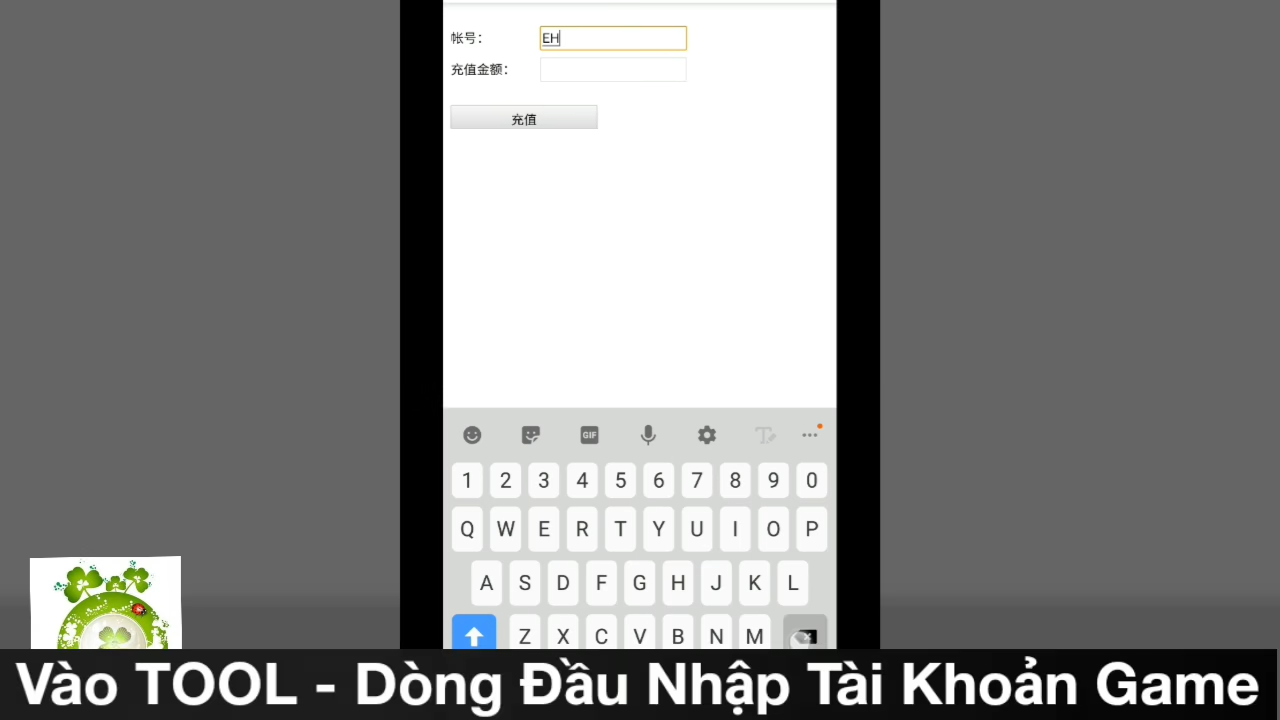 帐号：
EH
充值金额：
充值
GIF
1 2 3 4 5 6 7 8 9 0
Q W E R T Y U I O P
A S D F G H J K L
Z X C V B N M
Vào TOOL - Dòng Đầu Nhập Tài Khoản Game